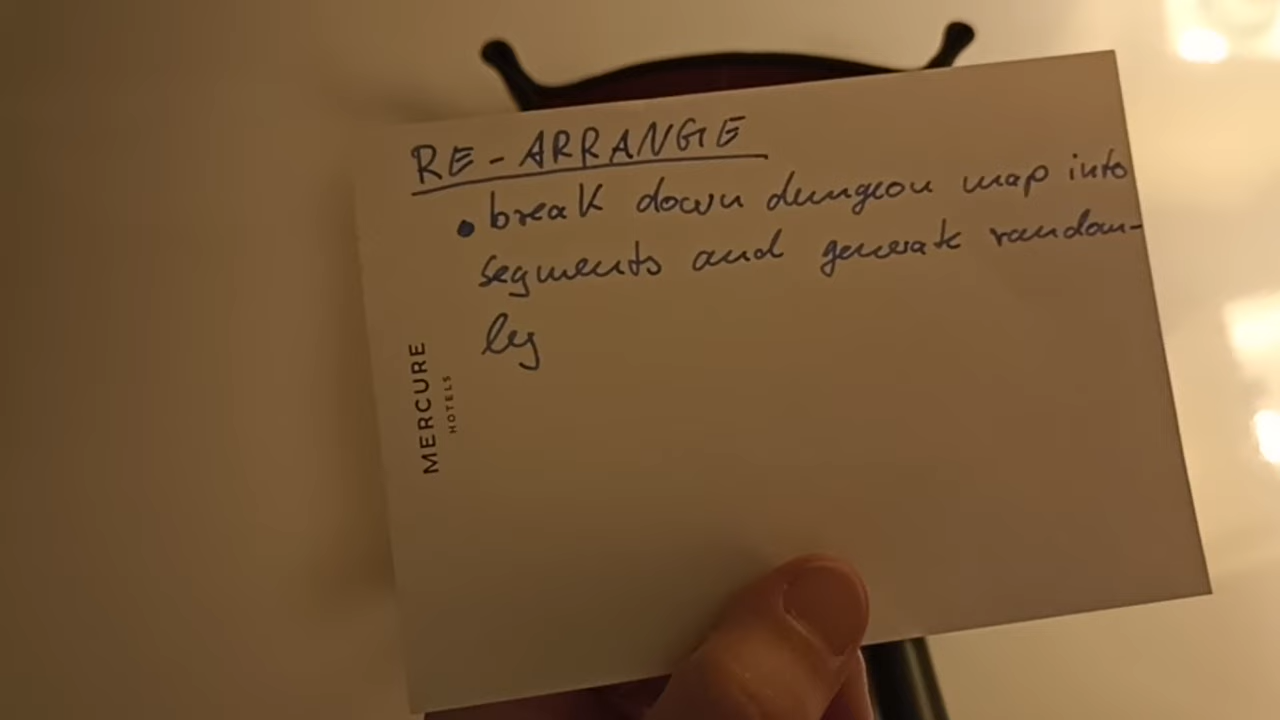 RE-ARRANGE
• break down dungeon map into
segments and generate random-
ly
MERCURE
HOTELS